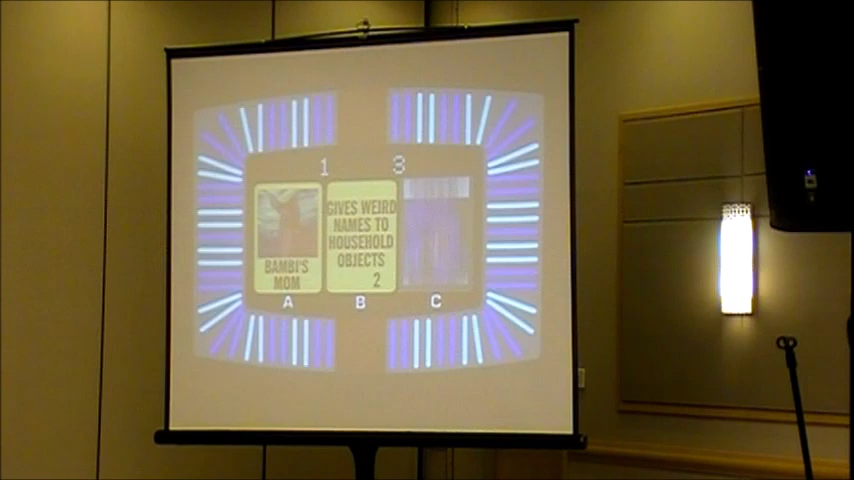 1 3
BAMBI'S
MOM
GIVES WEIRD
NAMES TO
HOUSEHOLD
OBJECTS
2
A B C